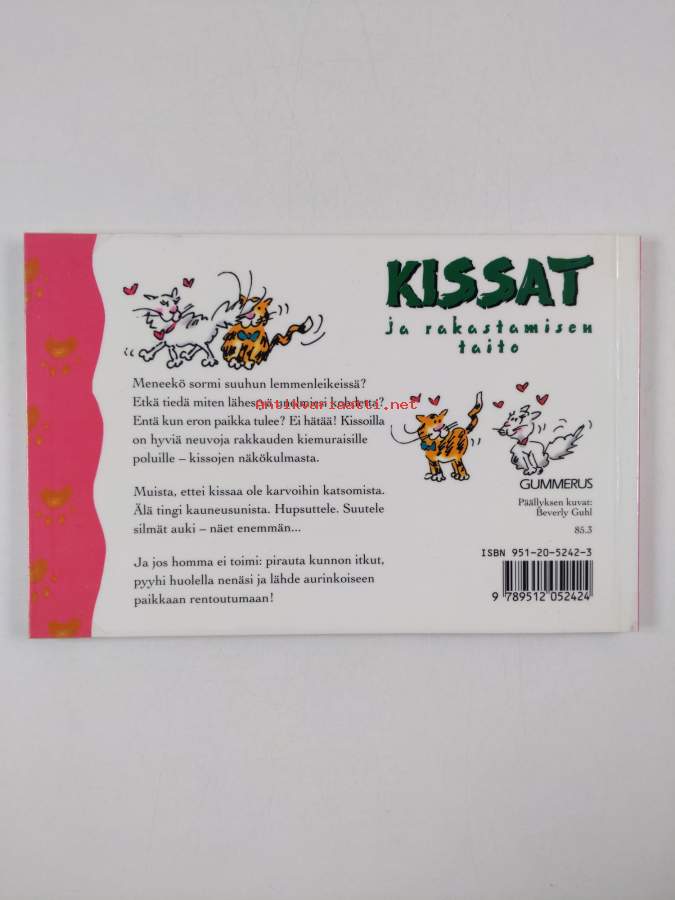 KISSAT
ja rakastamisen
taito
Meneekö sormi suuhun lemmenleikeissä?
Etkä tiedä miten lähestyä unelmiesi kohdetta?
Antikvariaatti.net
Entä kun eron paikka tulee? Ei hätää! Kissoilla
on hyviä neuvoja rakkauden kiemuraisille
poluille – kissojen näkökulmasta.
Muista, ettei kissaa ole karvoihin katsomista.
Älä tingi kauneusunista. Hupsuttele. Suutele
silmät auki – näet enemmän...
Ja jos homma ei toimi: pirauta kunnon itkut,
pyyhi huolella nenäsi ja lähde aurinkoiseen
paikkaan rentoutumaan!
GUMMERUS
Päällyksen kuvat:
Beverly Guhl
85.3
ISBN 951-20-5242-3
9 789512 052424